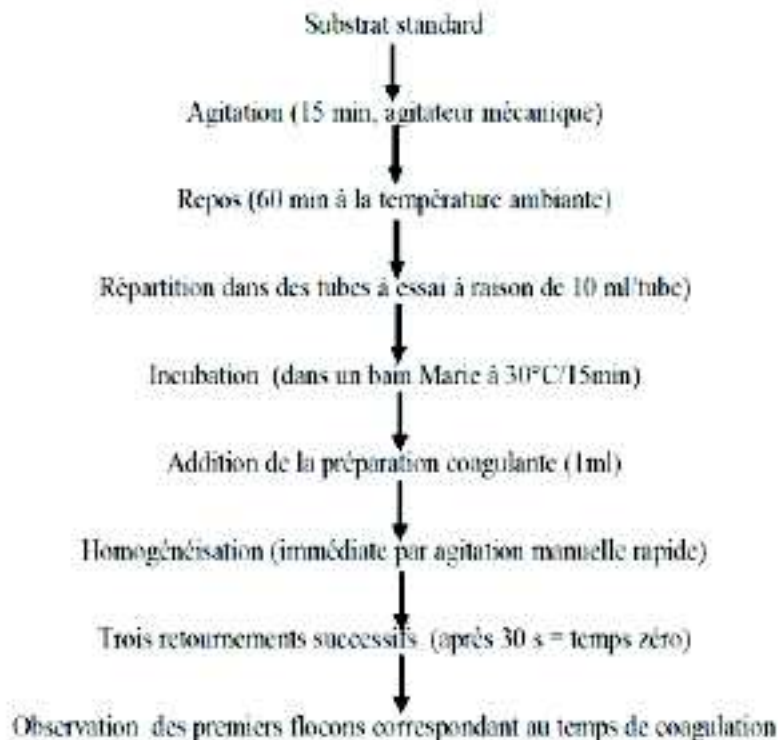 Substrat standard
Agitation (15 min, agitateur mécanique)
Repos (60 min à la température ambiante)
Répartition dans des tubes à essai à raison de 10 ml/tube)
Incubation (dans un bain Marie à 30°C/15min)
Addition de la préparation coagulante (1ml)
Homogénéisation (immédiate par agitation manuelle rapide)
Trois retournements successifs (après 30 s = temps zéro)
Observation des premiers flocons correspondant au temps de coagulation